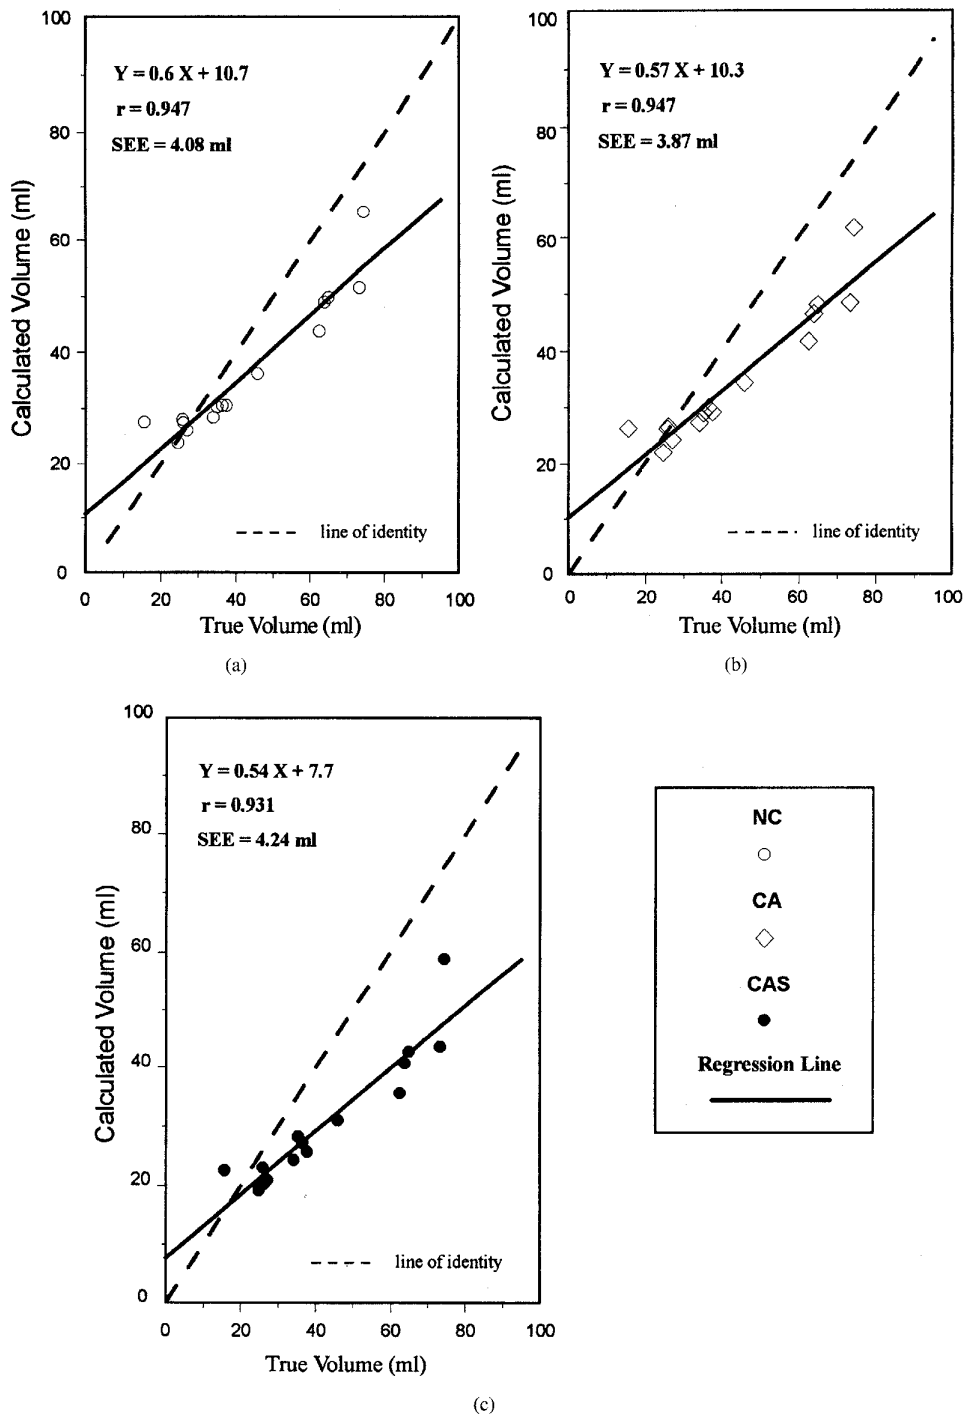 100
80
60
40
20
0
Calculated Volume (ml)
Y = 0.6 X + 10.7
r = 0.947
SEE = 4.08 ml
line of identity
0 20 40 60 80 100
True Volume (ml)
(a)
100
80
60
40
20
0
Calculated Volume (ml)
Y = 0.57 X + 10.3
r = 0.947
SEE = 3.87 ml
line of identity
0 20 40 60 80 100
True Volume (ml)
(b)
100
80
60
40
20
0
Calculated Volume (ml)
Y = 0.54 X + 7.7
r = 0.931
SEE = 4.24 ml
line of identity
0 20 40 60 80 100
True Volume (ml)
(c)
NC
CA
CAS
Regression Line